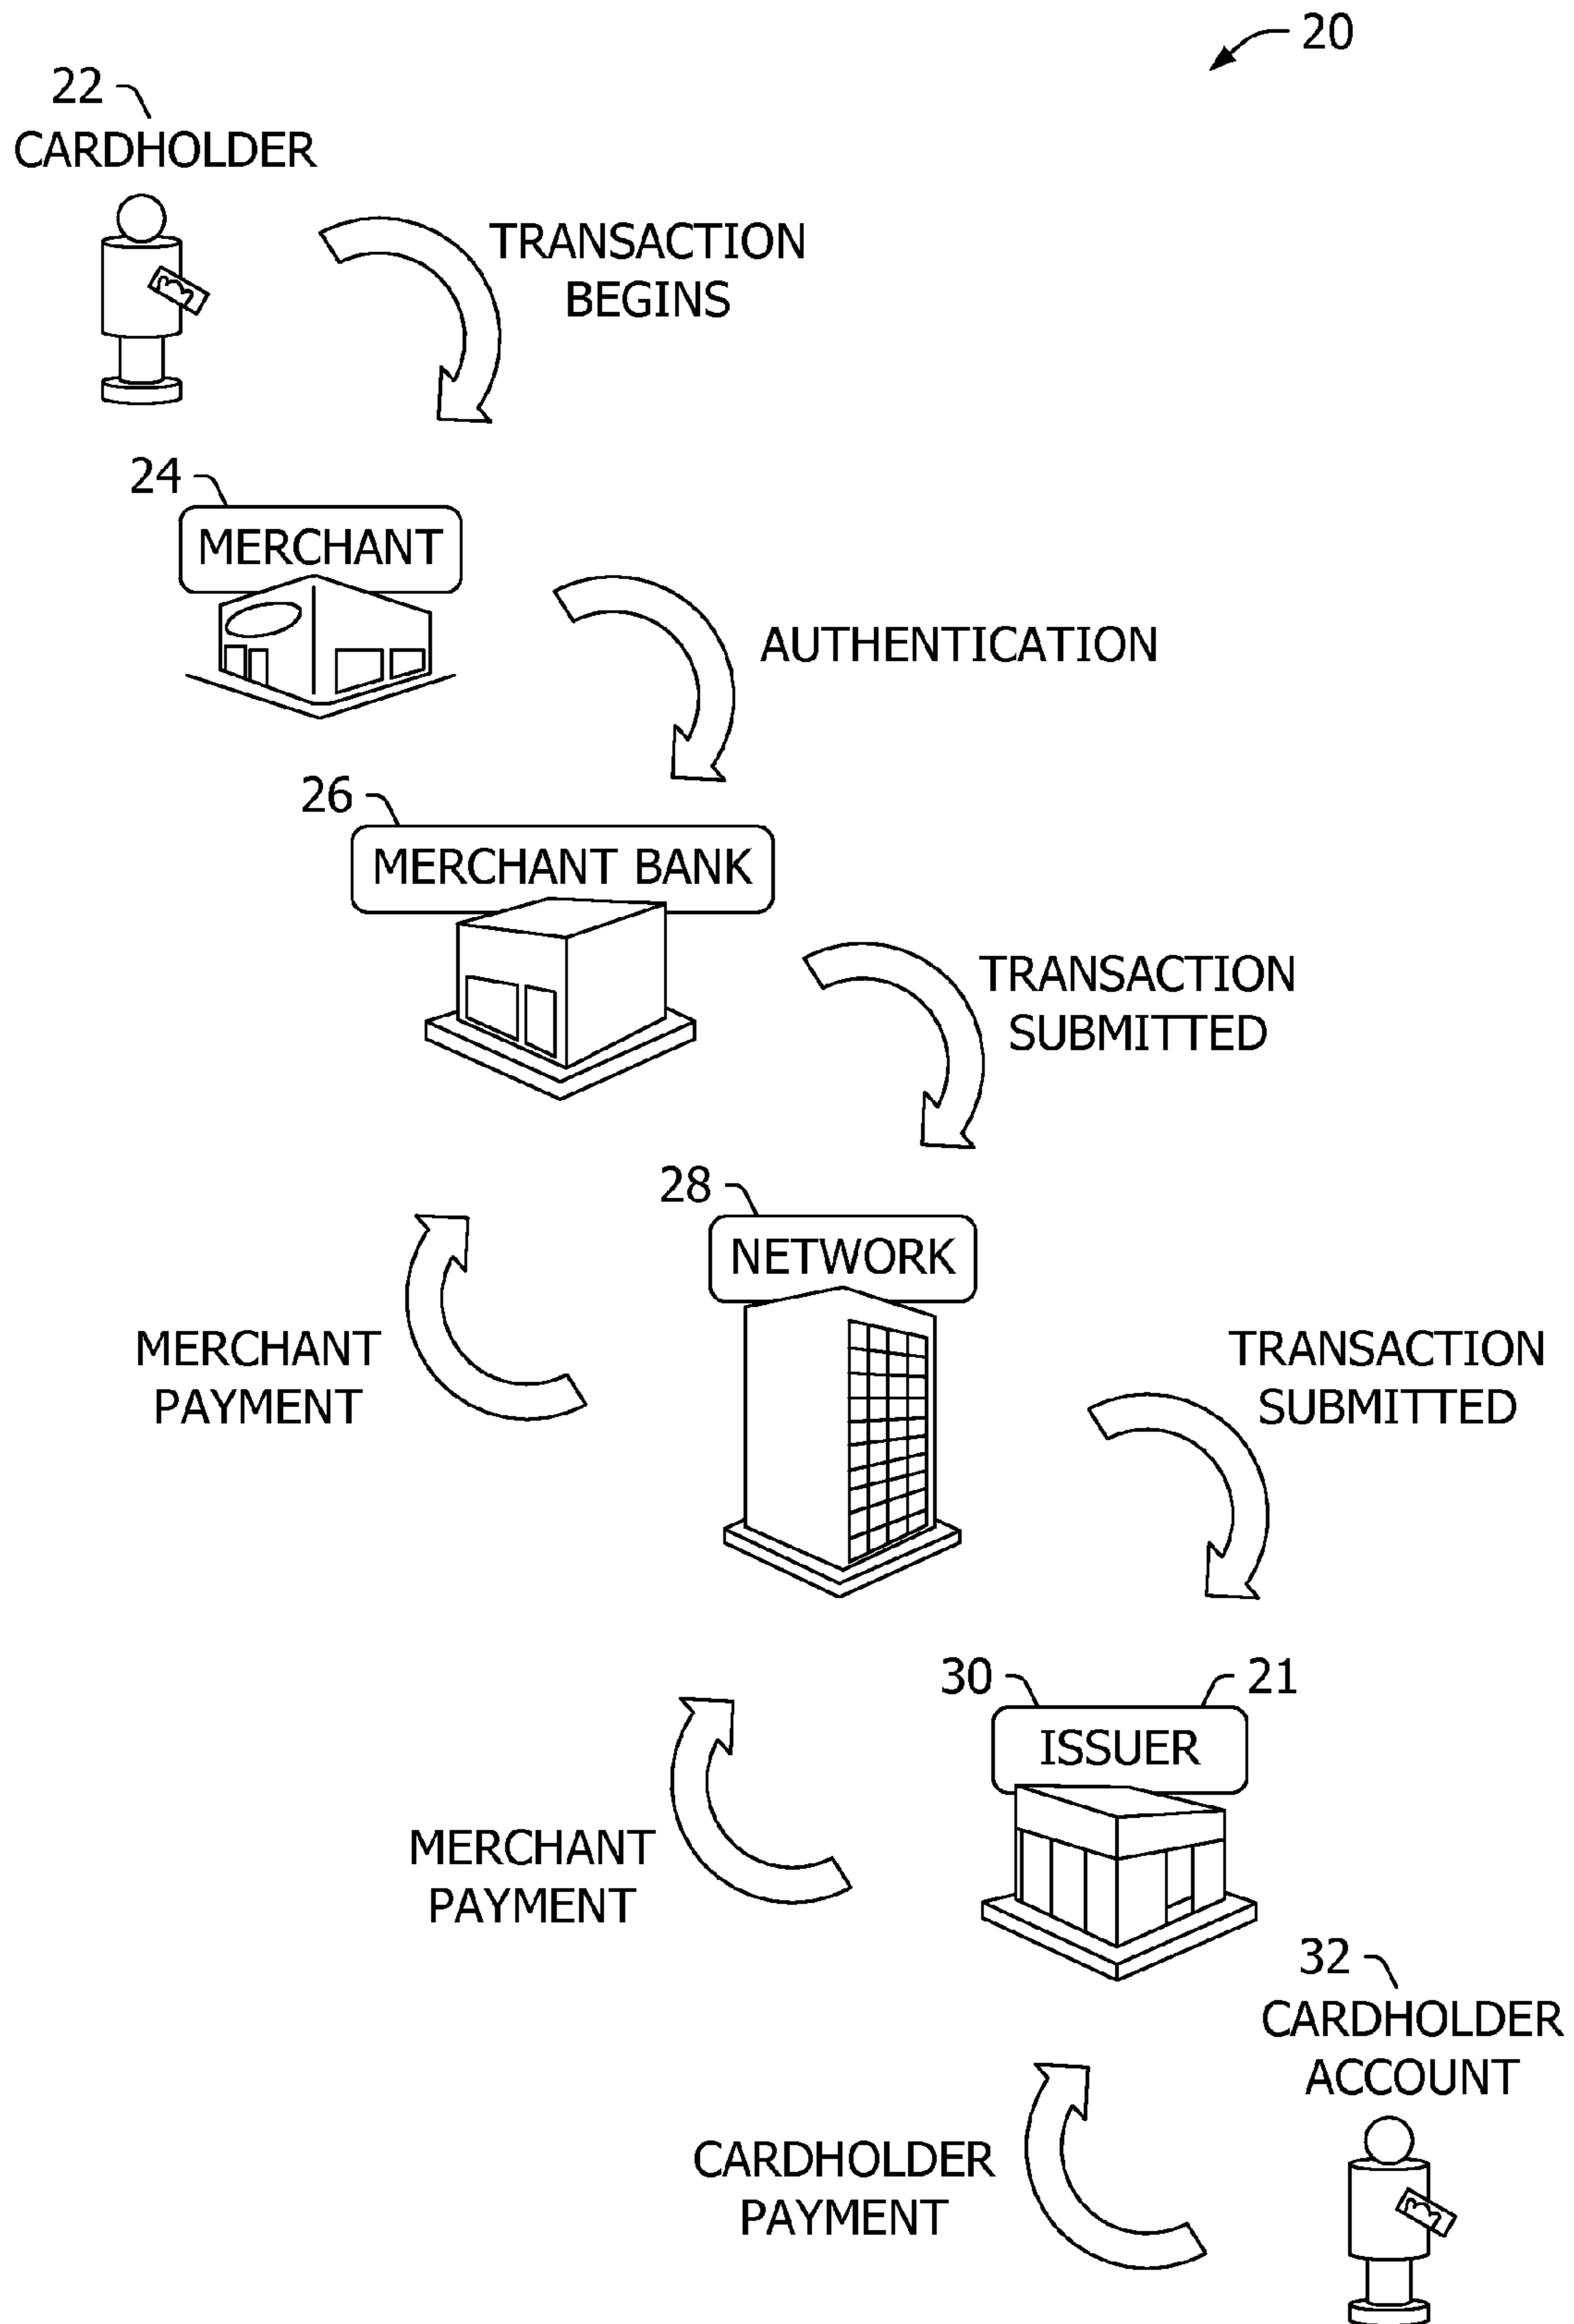 20
22
CARDHOLDER
TRANSACTION
BEGINS
24
MERCHANT
AUTHENTICATION
26
MERCHANT BANK
TRANSACTION
SUBMITTED
28
NETWORK
MERCHANT
PAYMENT
TRANSACTION
SUBMITTED
30
21
ISSUER
MERCHANT
PAYMENT
32
CARDHOLDER
ACCOUNT
CARDHOLDER
PAYMENT